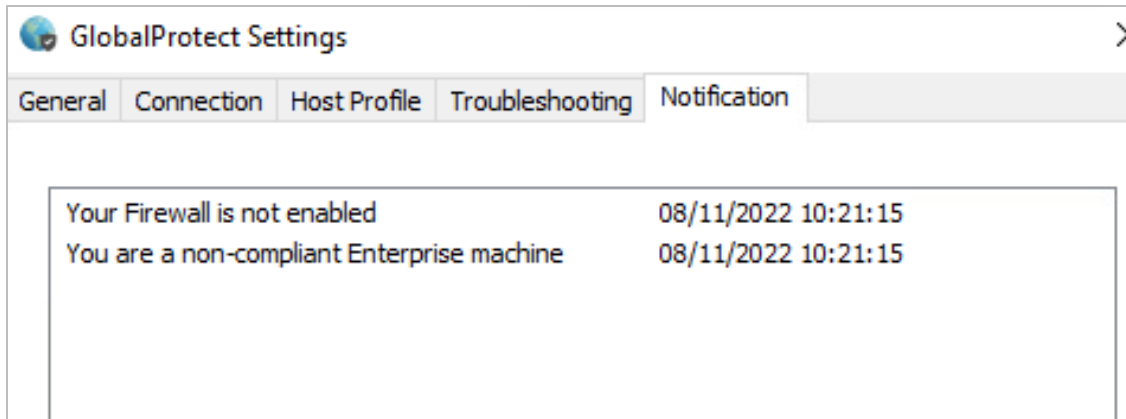 GlobalProtect Settings
General Connection Host Profile Troubleshooting Notification
Your Firewall is not enabled 08/11/2022 10:21:15
You are a non-compliant Enterprise machine 08/11/2022 10:21:15